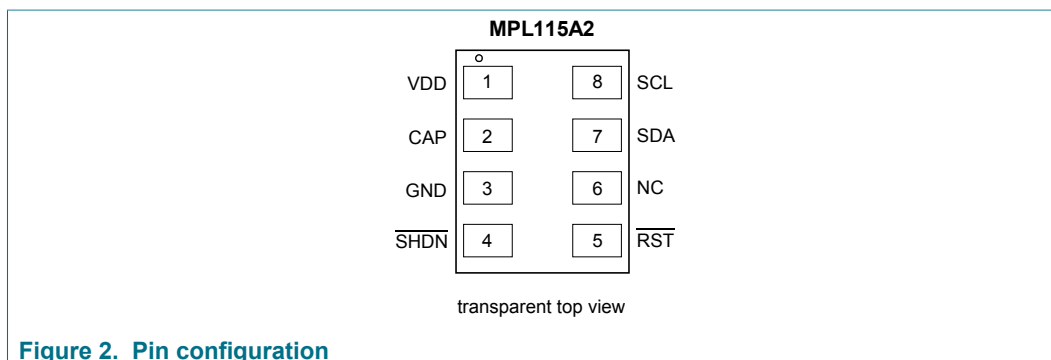 MPL115A2
VDD 1 8 SCL
CAP 2 7 SDA
GND 3 6 NC
SHDN 4 5 RST
transparent top view
Figure 2. Pin configuration